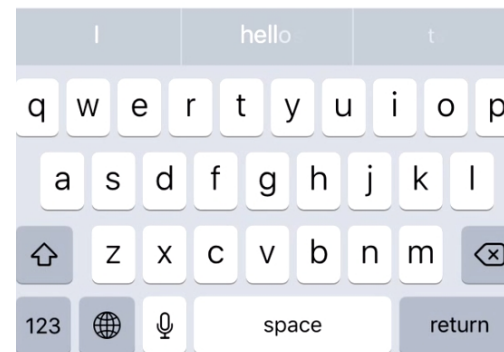 I hello t
q w e r t y u i o p
a s d f g h j k l
z x c v b n m
123 space return